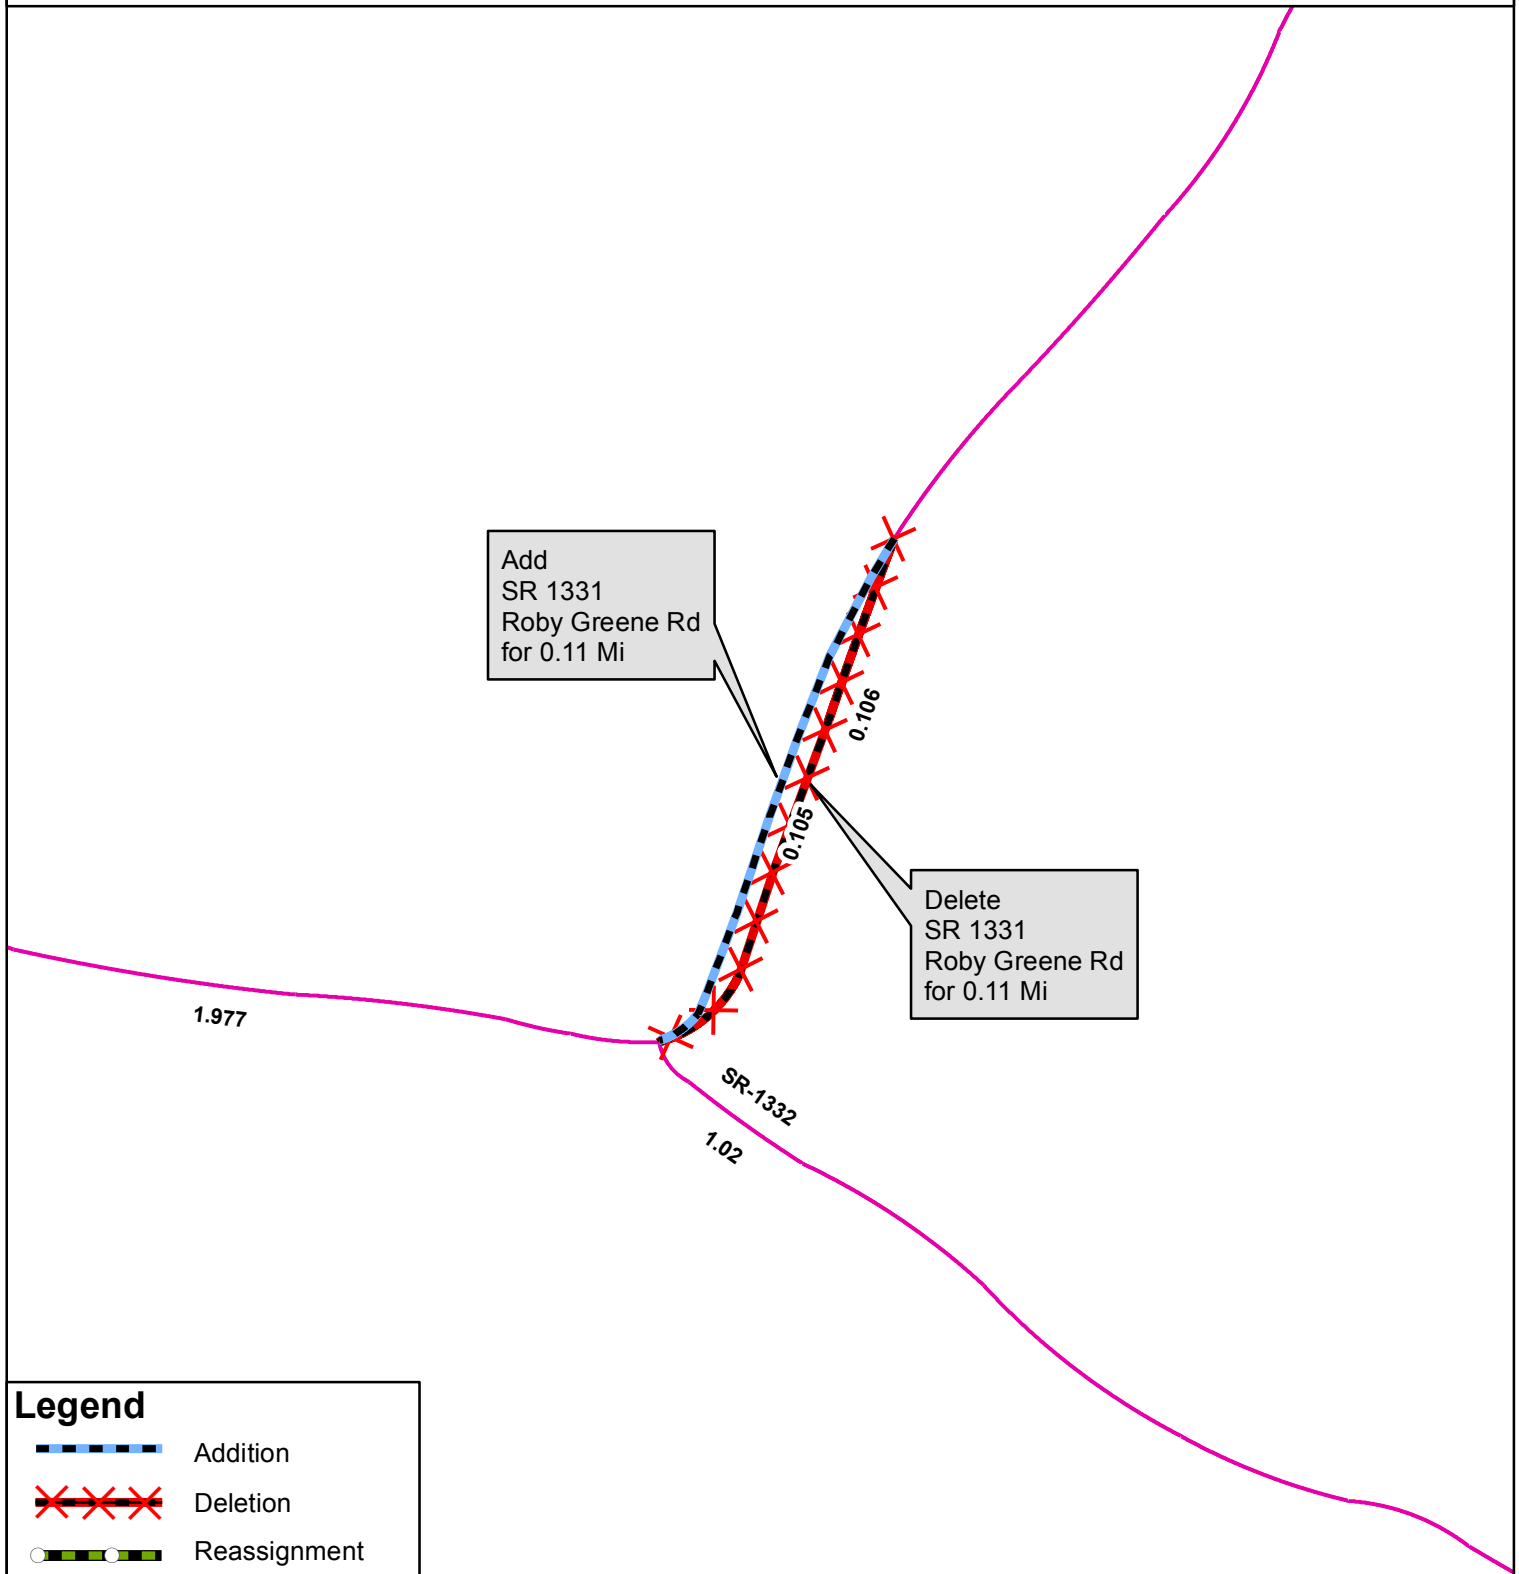 Add
SR 1331
Roby Greene Rd
for 0.11 Mi
0.106
0.105
Delete
SR 1331
Roby Greene Rd
for 0.11 Mi
1.977
SR-1332
1.02
Legend
Addition
Deletion
Reassignment